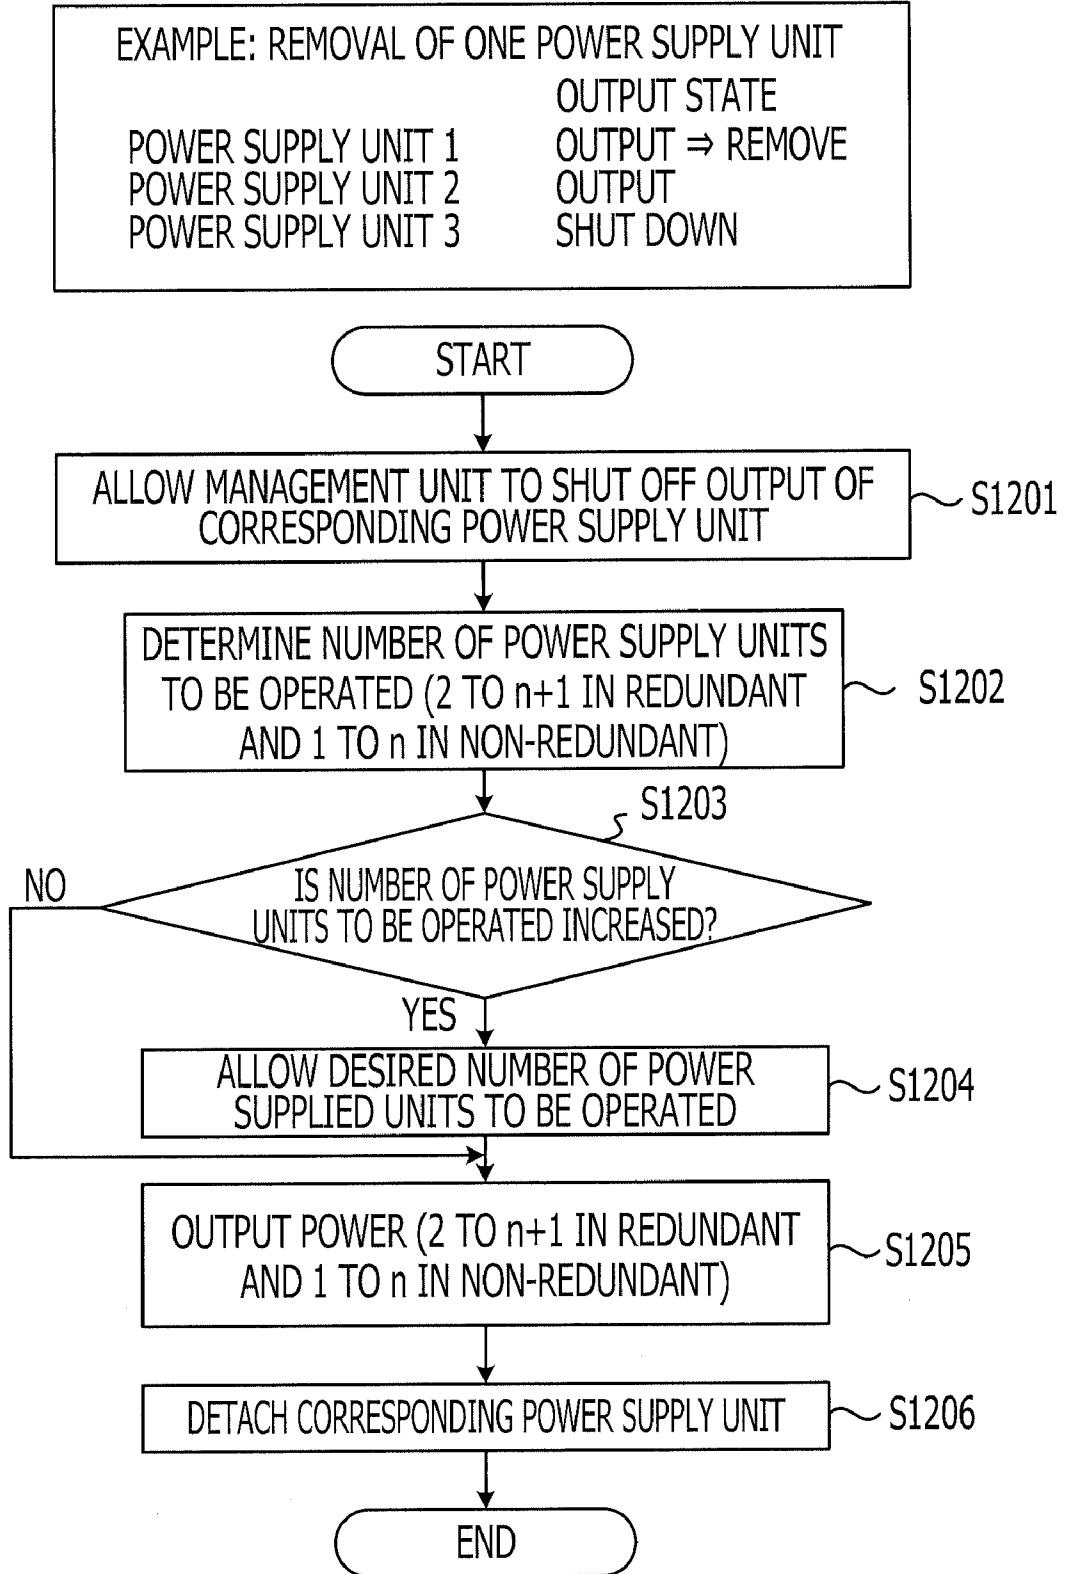 EXAMPLE: REMOVAL OF ONE POWER SUPPLY UNIT
OUTPUT STATE
POWER SUPPLY UNIT 1 OUTPUT ⇒ REMOVE
POWER SUPPLY UNIT 2 OUTPUT
POWER SUPPLY UNIT 3 SHUT DOWN
START
ALLOW MANAGEMENT UNIT TO SHUT OFF OUTPUT OF
CORRESPONDING POWER SUPPLY UNIT
S1201
DETERMINE NUMBER OF POWER SUPPLY UNITS
TO BE OPERATED (2 TO n+1 IN REDUNDANT
AND 1 TO n IN NON-REDUNDANT)
S1202
S1203
NO
IS NUMBER OF POWER SUPPLY
UNITS TO BE OPERATED INCREASED?
YES
ALLOW DESIRED NUMBER OF POWER
SUPPLIED UNITS TO BE OPERATED
S1204
OUTPUT POWER (2 TO n+1 IN REDUNDANT
AND 1 TO n IN NON-REDUNDANT)
S1205
DETACH CORRESPONDING POWER SUPPLY UNIT
S1206
END